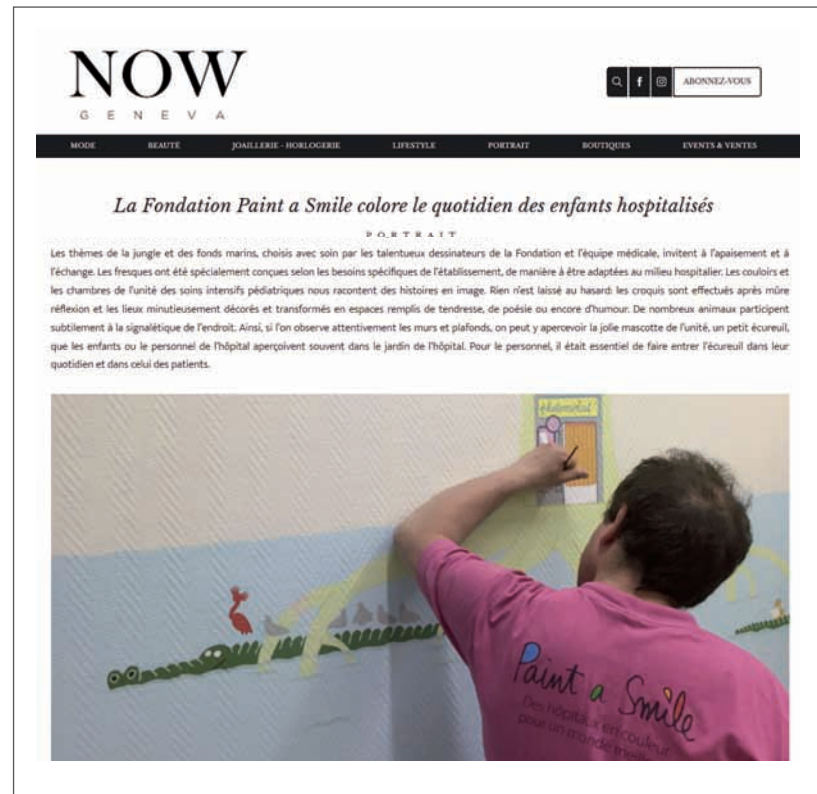 NOW
GENEVA
ABONNEZ-VOUS
MODE BEAUTÉ JOAILLERIE - HORLOGERIE LIFESTYLE PORTRAIT BOUTIQUES EVENTS & VENTES
La Fondation Paint a Smile colore le quotidien des enfants hospitalisés
PORTRAIT
Les thèmes de la jungle et des fonds marins, choisis avec soin par les talentueux dessinateurs de la Fondation et l'équipe médicale, invitent à l'apaisement et à
l'échange. Les fresques ont été spécialement conçues selon les besoins spécifiques de l'établissement, de manière à être adaptées au milieu hospitalier. Les couloirs et
les chambres de l'unité des soins intensifs pédiatriques nous racontent des histoires en image. Rien n'est laissé au hasard: les croquis sont effectués après mûre
réflexion et les lieux minutieusement décorés et transformés en espaces remplis de tendresse, de poésie ou encore d'humour. De nombreux animaux participent
subtilement à la signalétique de l'endroit. Ainsi, si l'on observe attentivement les murs et plafonds, on peut y apercevoir la jolie mascotte de l'unité, un petit écureuil,
que les enfants ou le personnel de l'hôpital aperçoivent souvent dans le jardin de l'hôpital. Pour le personnel, il était essentiel de faire entrer l'écureuil dans leur
quotidien et dans celui des patients.
Paint a Smile
Des hôpitaux en couleur
pour un monde